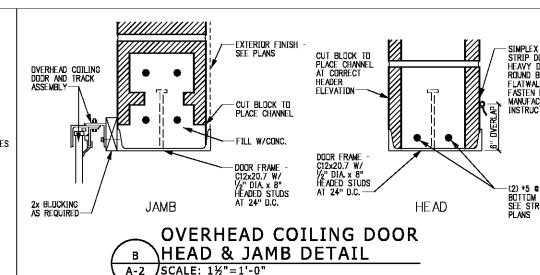 ES
OVERHEAD COILING
DOOR AND TRACK
ASSEMBLY
2x BLOCKING
AS REQUIRED
EXTERIOR FINISH -
SEE PLANS
CUT BLOCK TO
PLACE CHANNEL
FILL W/CONC.
DOOR FRAME -
C12x20.7 W/
½" DIA. x 8"
HEADED STUDS
AT 24" O.C.
JAMB
CUT BLOCK TO
PLACE CHANNEL
AT CORRECT
HEADER
ELEVATION
DOOR FRAME -
C12x20.7 W/
½" DIA. x 8"
HEADED STUDS
AT 24" O.C.
HEAD
SIMPLEX
STRIP DO
HEAVY D
ROUND B
FLATWAL
FASTEN
MANUFAC
INSTRUCT
OVERLAP
(2) #5 @
BOTTOM
SEE STR
PLANS
B
A-2
OVERHEAD COILING DOOR
HEAD & JAMB DETAIL
SCALE: 1½"=1'-0"